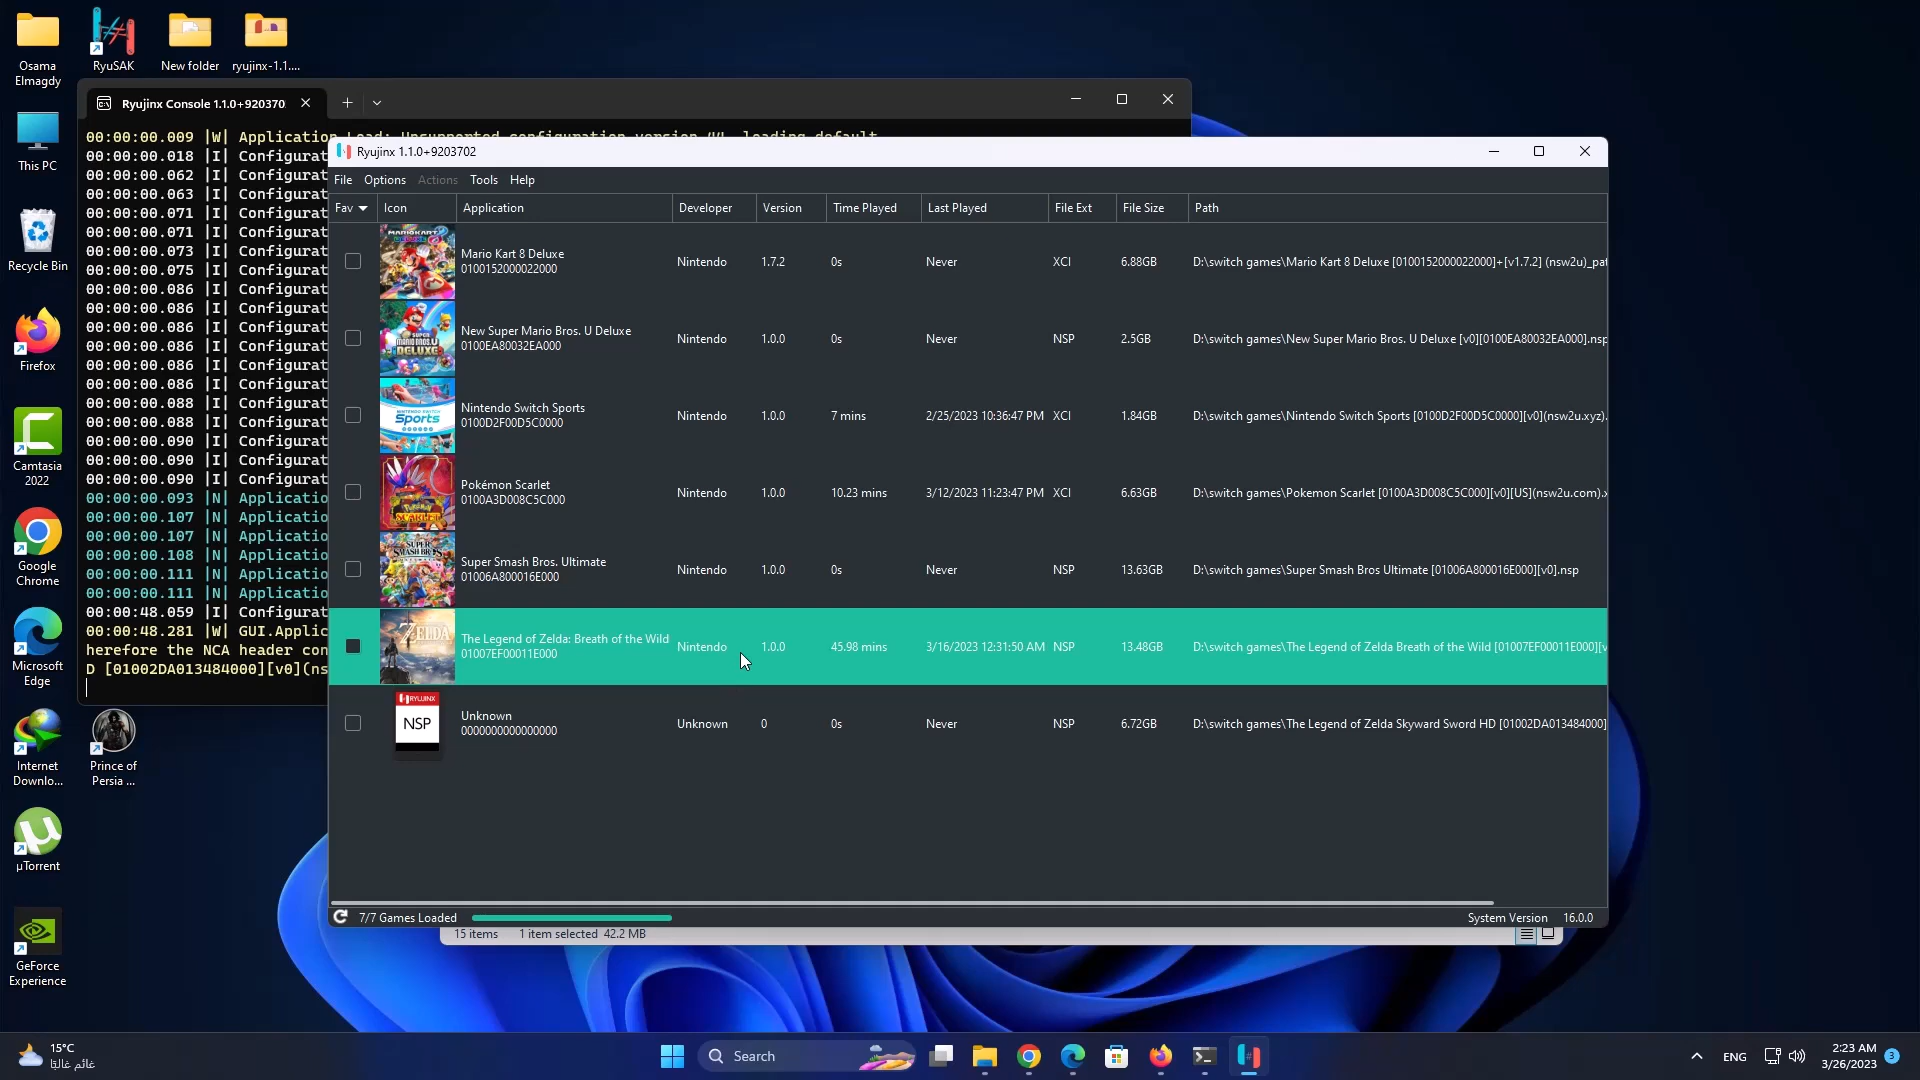 Osama
Elmagdy
RyuSAK
New folder
ryujinx-1.1....
This PC
Recycle Bin
Firefox
Camtasia
2022
Google
Chrome
Microsoft
Edge
Internet
Downlo...
Prince of
Persia ...
µTorrent
GeForce
Experience
Ryujinx Console 1.1.0+920370
00:00:00.009 |W| Application Load: Unsupported configuration version
loading default
00:00:00.018 |I| Configurat
00:00:00.062 |I| Configurat
00:00:00.063 |I| Configurat
00:00:00.071 |I| Configurat
00:00:00.071 |I| Configurat
00:00:00.073 |I| Configurat
00:00:00.075 |I| Configurat
00:00:00.086 |I| Configurat
00:00:00.086 |I| Configurat
00:00:00.086 |I| Configurat
00:00:00.086 |I| Configurat
00:00:00.086 |I| Configurat
00:00:00.086 |I| Configurat
00:00:00.088 |I| Configurat
00:00:00.088 |I| Configurat
00:00:00.090 |I| Configurat
00:00:00.090 |I| Configurat
00:00:00.090 |I| Configurat
00:00:00.093 |N| Applicatio
00:00:00.107 |N| Applicatio
00:00:00.107 |N| Applicatio
00:00:00.108 |N| Applicatio
00:00:00.111 |N| Applicatio
00:00:00.111 |N| Applicatio
00:00:48.059 |I| Configurat
00:00:48.281 |W| GUI.Applic
herefore the NCA header con
D [01002DA013484000][v0](ns
Ryujinx 1.1.0+9203702
File Options Actions Tools Help
Fav Icon Application Developer Version Time Played Last Played File Ext File Size Path
Mario Kart 8 Deluxe
0100152000022000
Nintendo 1.7.2 0s Never XCI 6.88GB D:\switch games\Mario Kart 8 Deluxe [0100152000022000]+[v1.7.2] (nsw2u)_pat
New Super Mario Bros. U Deluxe
0100EA80032EA000
Nintendo 1.0.0 0s Never NSP 2.5GB D:\switch games\New Super Mario Bros. U Deluxe [v0][0100EA80032EA000].nsp
Nintendo Switch Sports
0100D2F00D5C0000
Nintendo 1.0.0 7 mins 2/25/2023 10:36:47 PM XCI 1.84GB D:\switch games\Nintendo Switch Sports [0100D2F00D5C0000][v0](nsw2u.xyz).
Pokémon Scarlet
0100A3D008C5C000
Nintendo 1.0.0 10.23 mins 3/12/2023 11:23:47 PM XCI 6.63GB D:\switch games\Pokemon Scarlet [0100A3D008C5C000][v0][US](nsw2u.com).x
Super Smash Bros. Ultimate
01006A800016E000
Nintendo 1.0.0 0s Never NSP 13.63GB D:\switch games\Super Smash Bros Ultimate [01006A800016E000][v0].nsp
ZELDA
The Legend of Zelda: Breath of the Wild
01007EF00011E000
Nintendo 1.0.0 45.98 mins 3/16/2023 12:31:50 AM NSP 13.48GB D:\switch games\The Legend of Zelda Breath of the Wild [01007EF00011E000][v
RYUJINX
NSP
Unknown
0000000000000000
Unknown 0 0s Never NSP 6.72GB D:\switch games\The Legend of Zelda Skyward Sword HD [01002DA013484000]
7/7 Games Loaded
System Version 16.0.0
15 items 1 item selected 42.2 MB
15°C
غائم غالبًا
Search
ENG
2:23 AM
3/26/2023
3